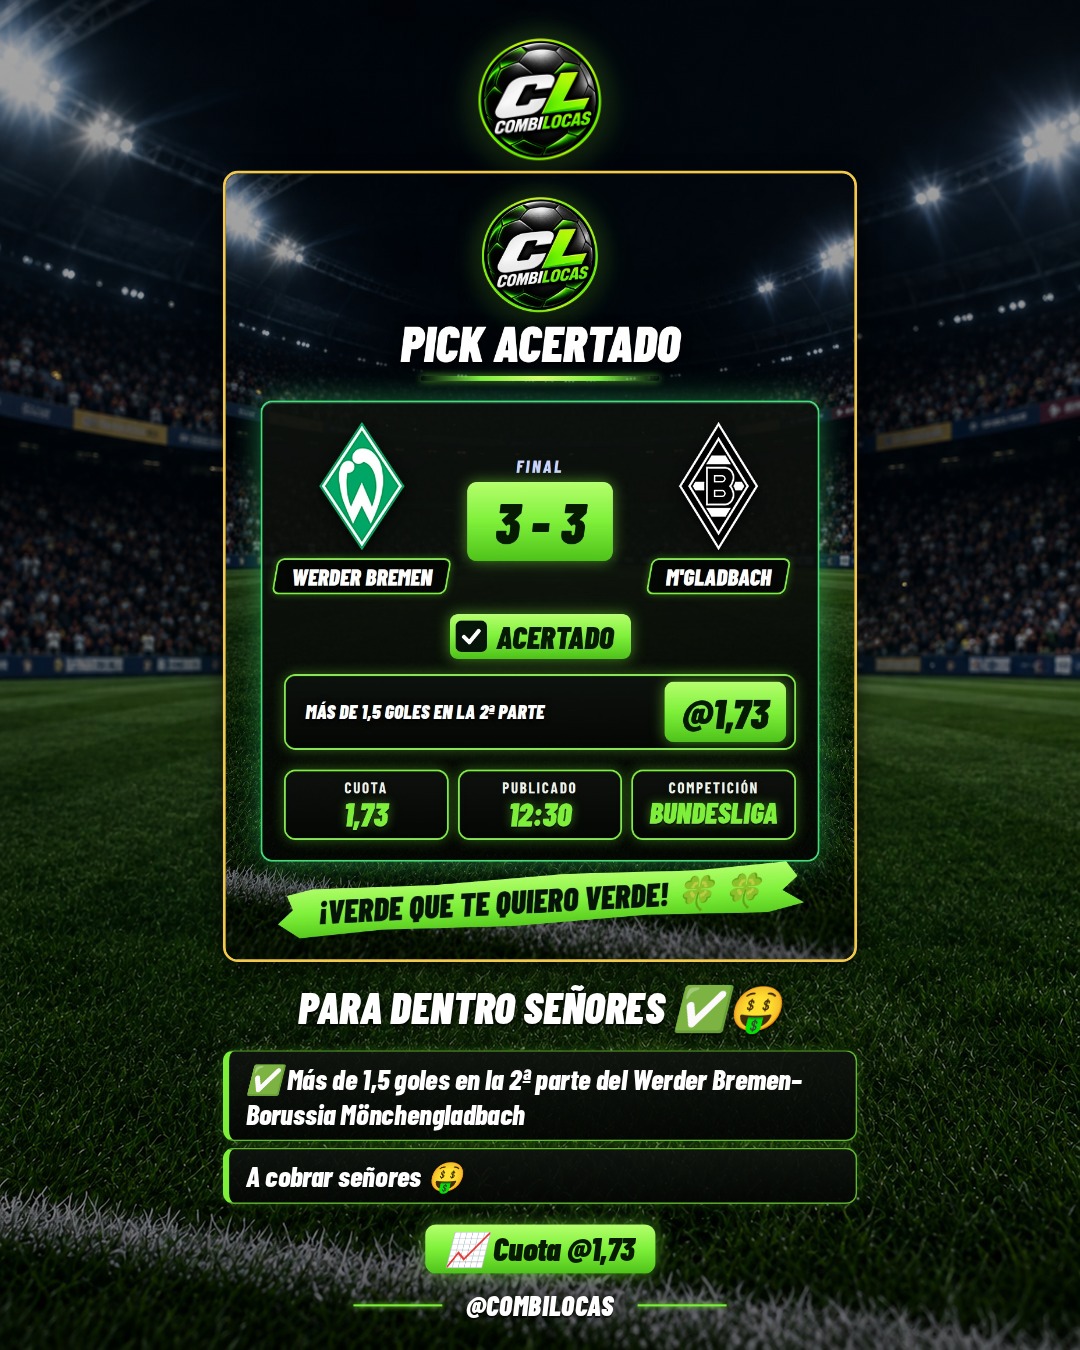 CL
COMBILOCAS
CL
COMBILOCAS
PICK ACERTADO
FINAL
3 - 3
WERDER BREMEN
B
M'GLADBACH
ACERTADO
MÁS DE 1,5 GOLES EN LA 2ª PARTE
@1,73
CUOTA
1,73
PUBLICADO
12:30
COMPETICIÓN
BUNDESLIGA
¡VERDE QUE TE QUIERO VERDE! 🍀 🍀
PARA DENTRO SEÑORES ✅🤑
✅ Más de 1,5 goles en la 2ª parte del Werder Bremen–
Borussia Mönchengladbach
A cobrar señores 🤑
📈 Cuota @1,73
@COMBILOCAS